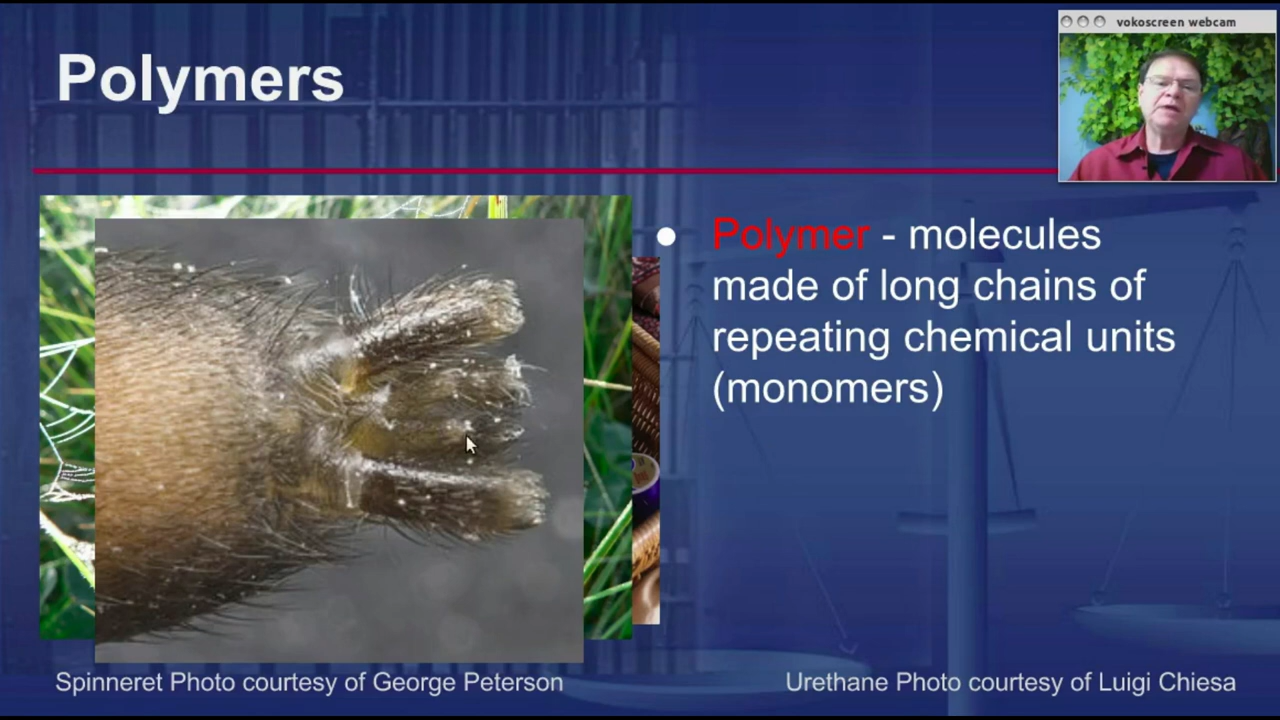 vokoscreen webcam
Polymers
● Polymer - molecules
made of long chains of
repeating chemical units
(monomers)
Spinneret Photo courtesy of George Peterson
Urethane Photo courtesy of Luigi Chiesa